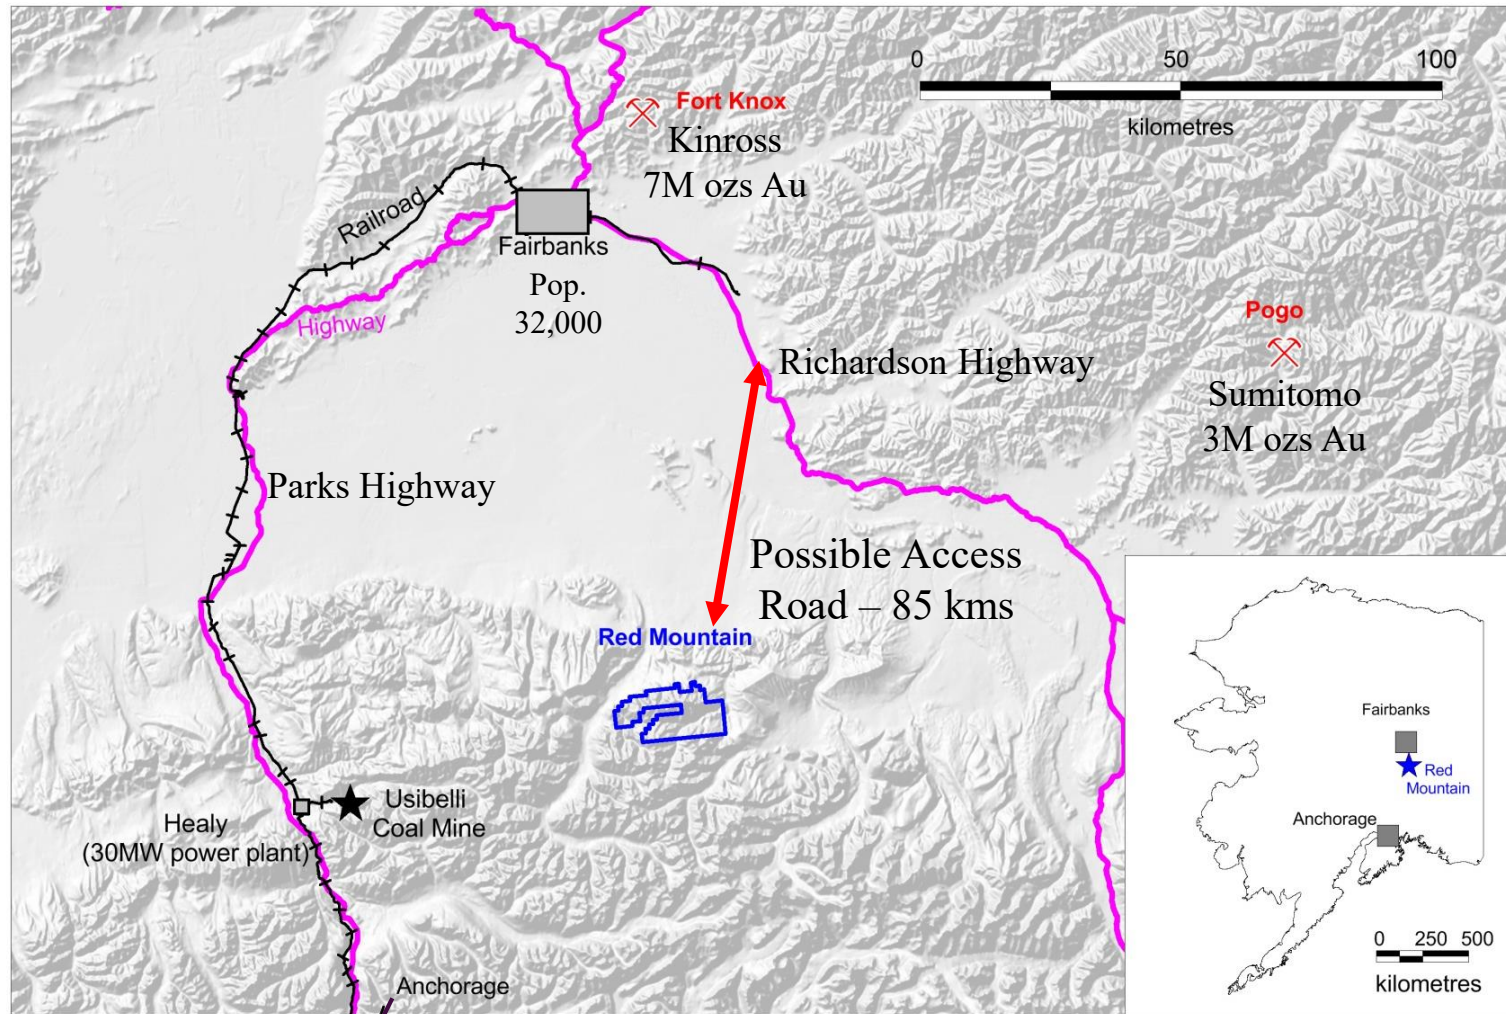 0 50 100
kilometres
Fort Knox
Kinross
7M ozs Au
Railroad
Fairbanks
Pop.
32,000
Highway
Pogo
Sumitomo
3M ozs Au
Richardson Highway
Parks Highway
Possible Access
Road – 85 kms
Red Mountain
Usibelli
Coal Mine
Healy
(30MW power plant)
Anchorage
Fairbanks
Red
Mountain
Anchorage
0 250 500
kilometres